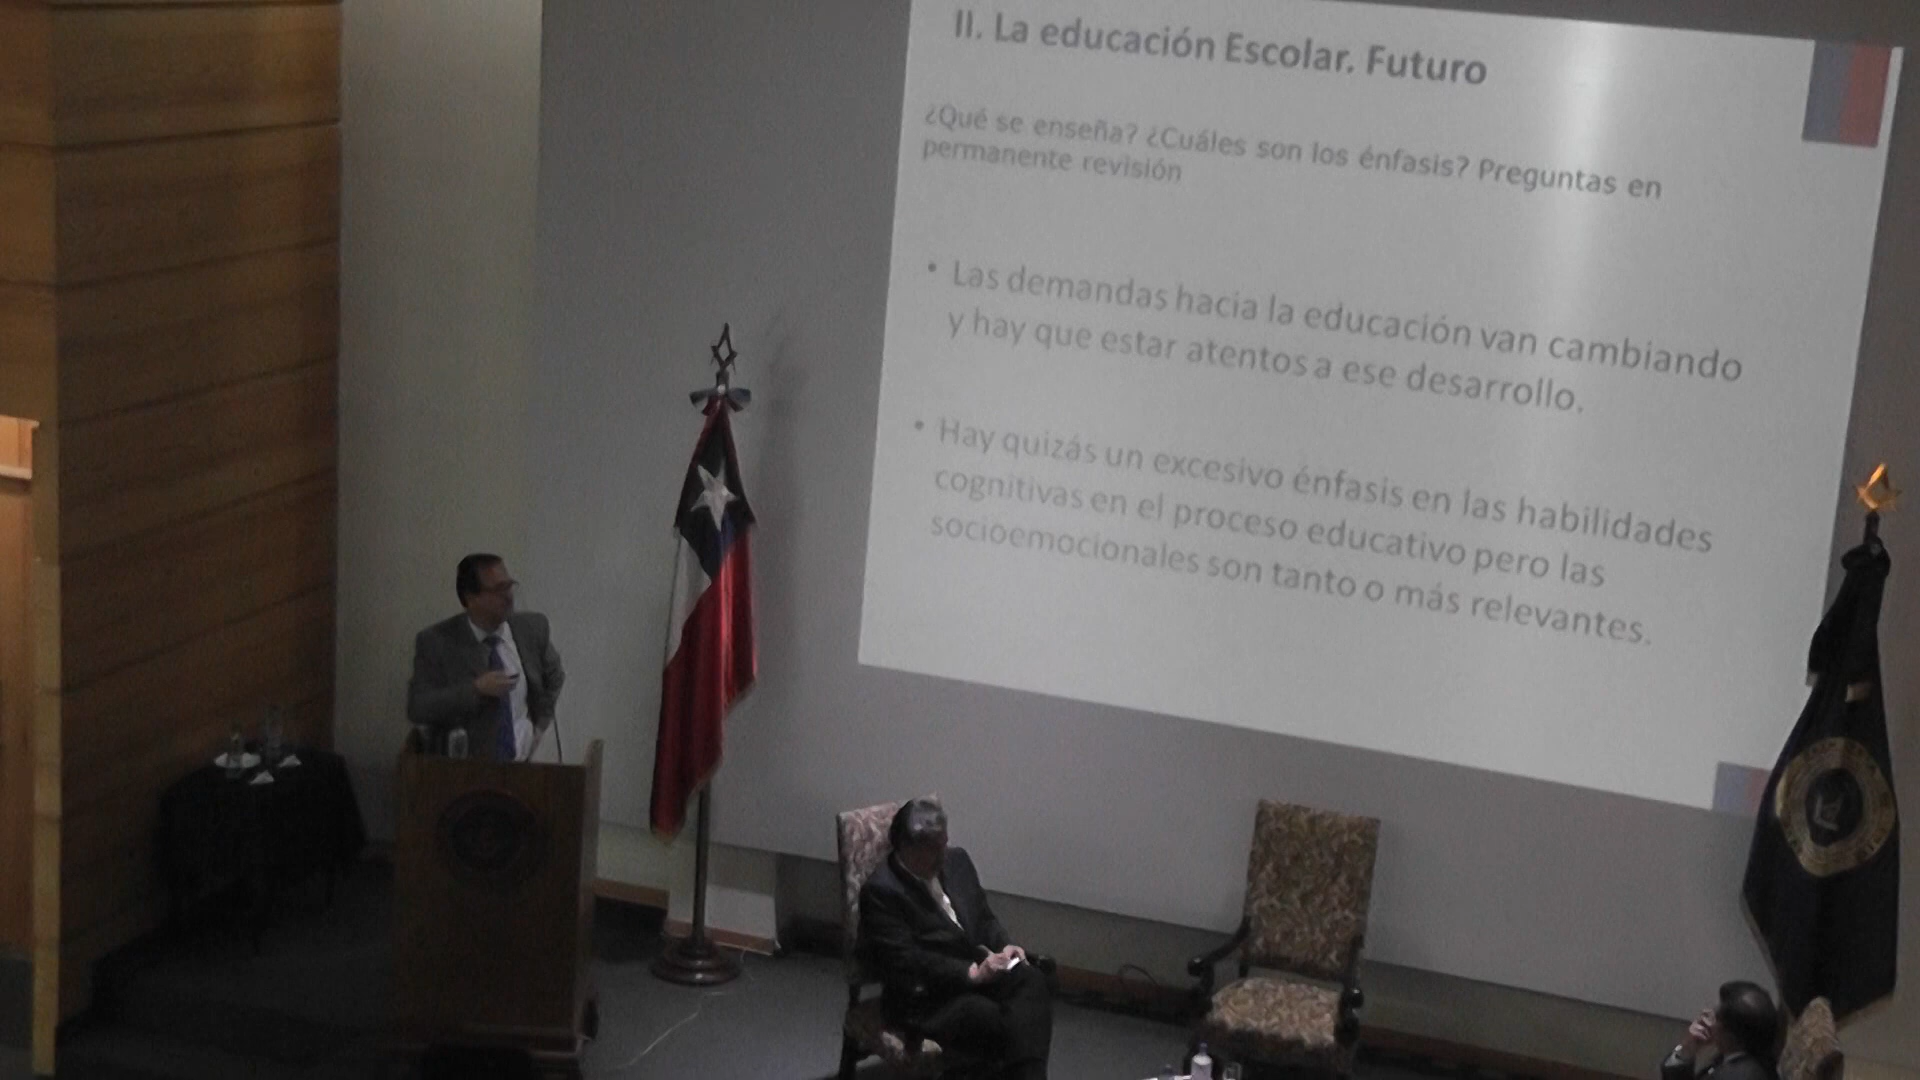 II. La educación Escolar. Futuro
¿Qué se enseña? ¿Cuáles son los énfasis? Preguntas en
permanente revisión
• Las demandas hacia la educación van cambiando
y hay que estar atentos a ese desarrollo.
• Hay quizás un excesivo énfasis en las habilidades
cognitivas en el proceso educativo pero las
socioemocionales son tanto o más relevantes.